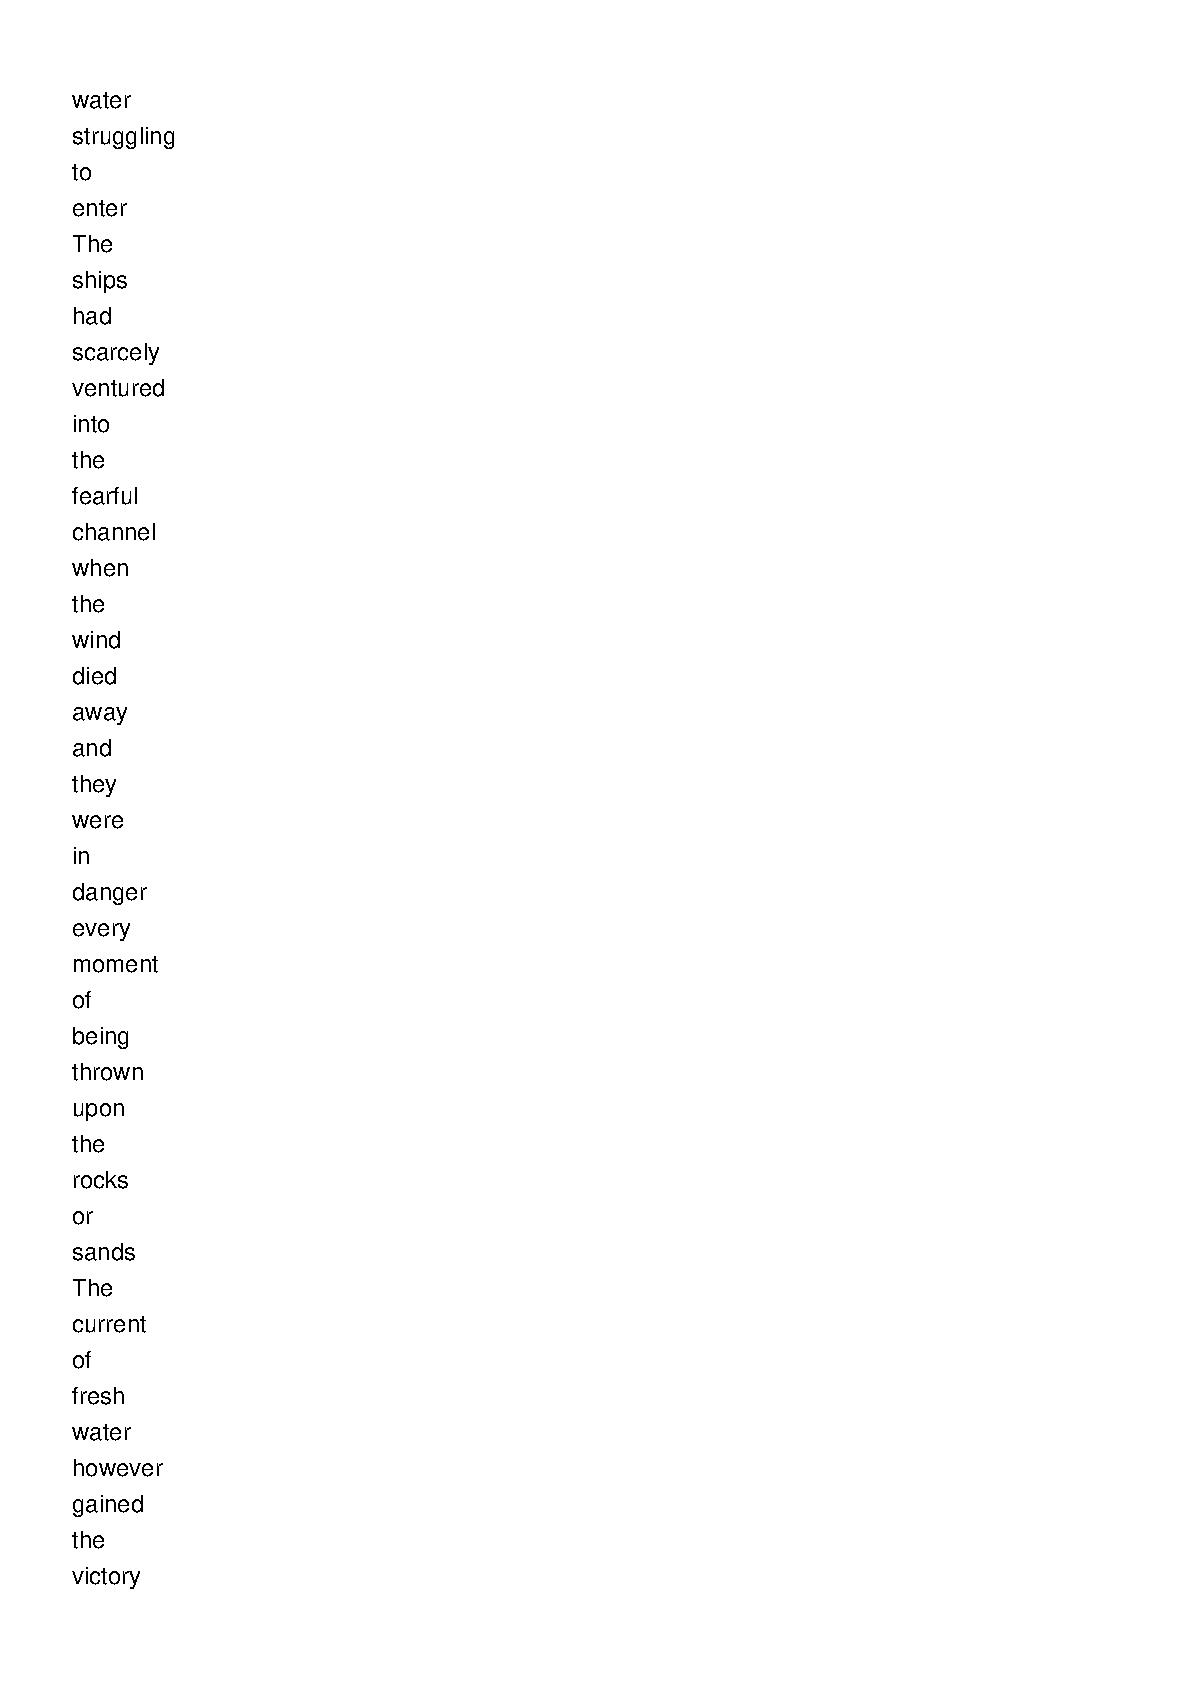 water
struggling
to
enter
The
ships
had
scarcely
ventured
into
the
fearful
channel
when
the
wind
died
away
and
they
were
in
danger
every
moment
of
being
thrown
upon
the
rocks
or
sands
The
current
of
fresh
water
however
gained
the
victory